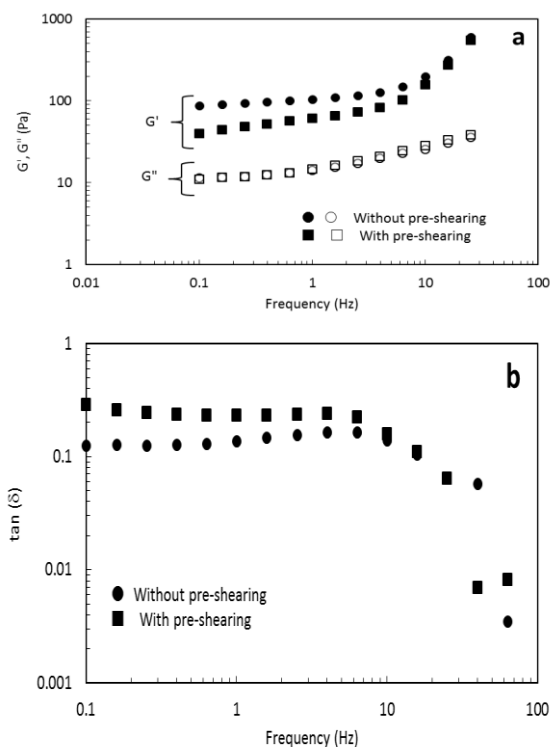 a
1000
100
10
1
G', G'' (Pa)
G'
G''
Without pre-shearing
With pre-shearing
0.01 0.1 1 10 100
Frequency (Hz)
b
1
0.1
0.01
0.001
tan (δ)
Without pre-shearing
With pre-shearing
0.1 1 10 100
Frequency (Hz)